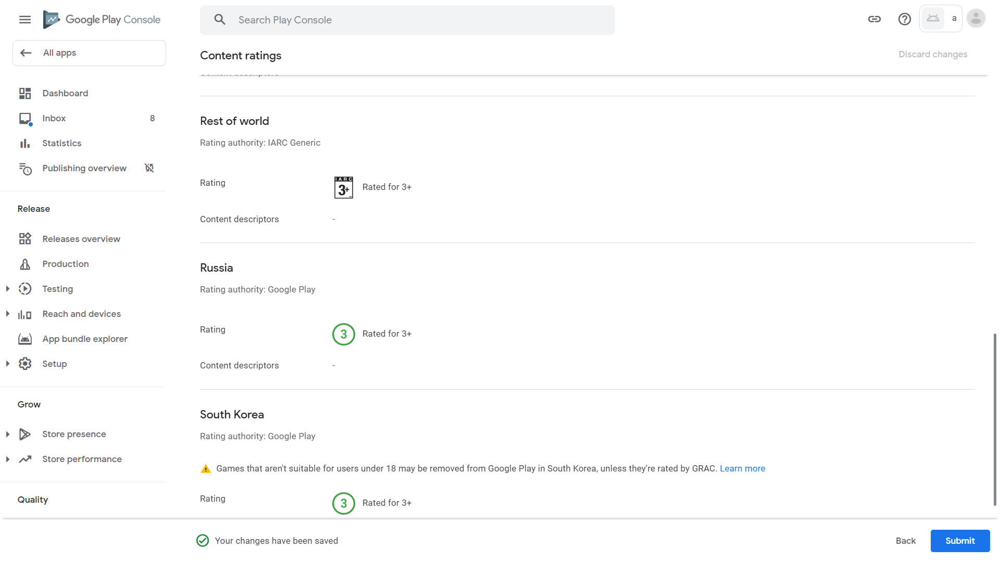 Google Play Console
Search Play Console
a
All apps
Content ratings
Discard changes
Content descriptors
Dashboard
Inbox 8
Statistics
Publishing overview
Release
Releases overview
Production
Testing
Reach and devices
App bundle explorer
Setup
Grow
Store presence
Store performance
Quality
Rest of world
Rating authority: IARC Generic
Rating
IARC
3+
Rated for 3+
Content descriptors -
Russia
Rating authority: Google Play
Rating
3
Rated for 3+
Content descriptors -
South Korea
Rating authority: Google Play
Games that aren't suitable for users under 18 may be removed from Google Play in South Korea, unless they're rated by GRAC. Learn more
Rating
3
Rated for 3+
Your changes have been saved
Back
Submit